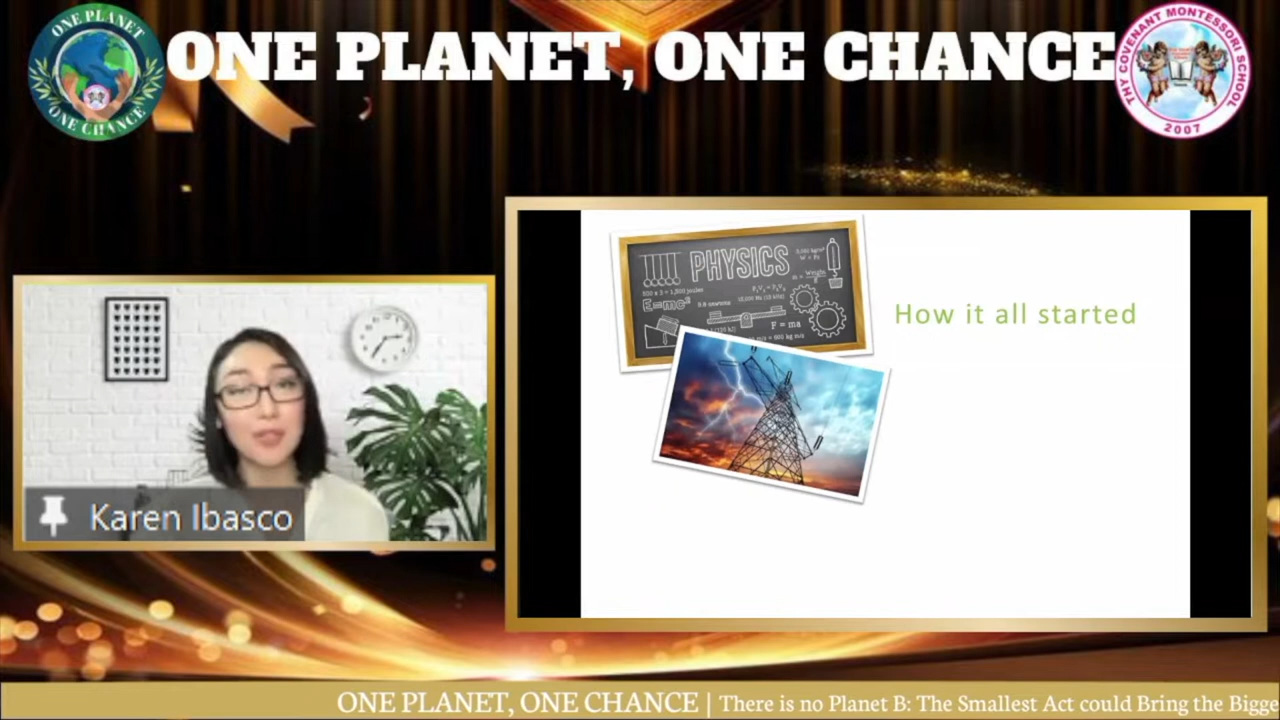 ONE PLANET
ONE CHANCE
ONE PLANET, ONE CHANCE
THY COVENANT MONTESSORI SCHOOL
2007
PHYSICS
E=mc²
F = ma
How it all started
Karen Ibasco
ONE PLANET, ONE CHANCE | There is no Planet B: The Smallest Act could Bring the Bigge